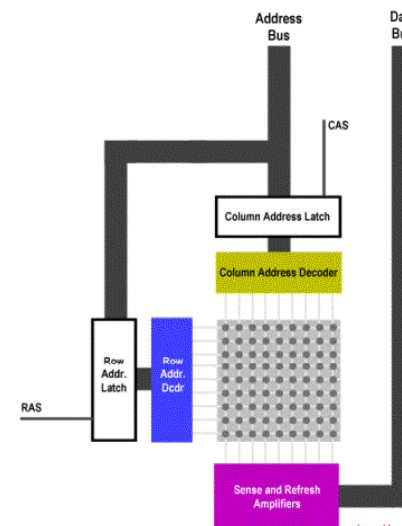 Address
Bus
CAS
Column Address Latch
Column Address Decoder
Row
Addr.
Latch
Row
Addr.
Dcdr
RAS
Sense and Refresh
Amplifiers